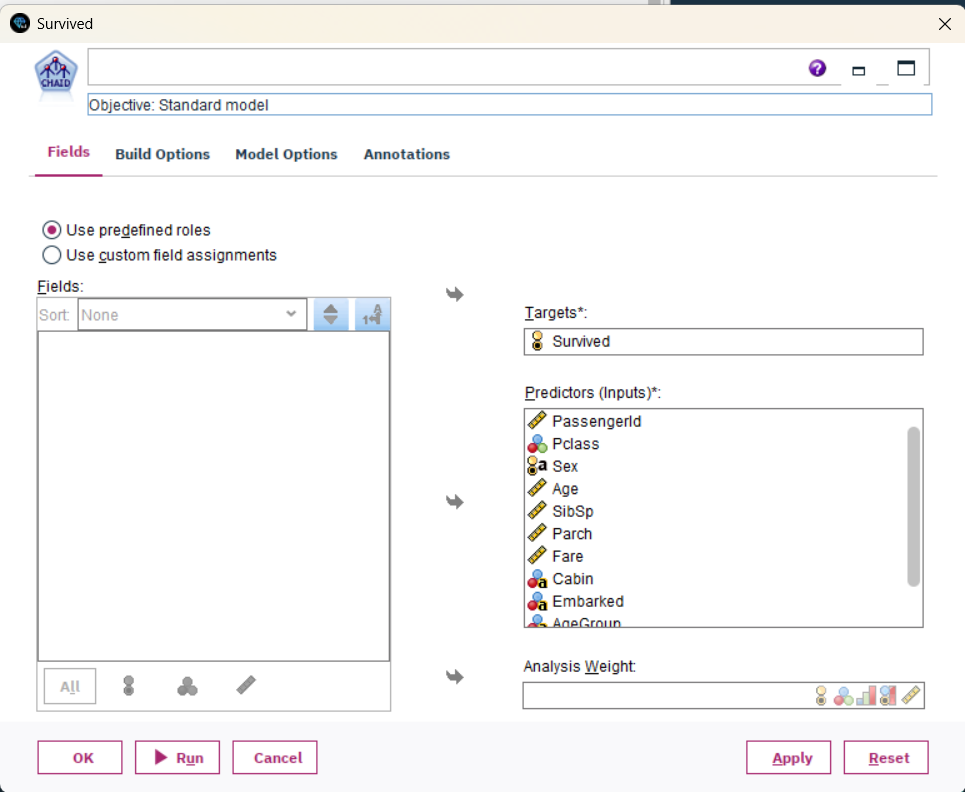 Survived
CHAID
Objective: Standard model
Fields Build Options Model Options Annotations
Use predefined roles
Use custom field assignments
Fields:
Sort: None
1 A
Targets*:
Survived
Predictors (Inputs)*:
PassengerId
Pclass
a Sex
Age
SibSp
Parch
Fare
a Cabin
a Embarked
a AgeGroup
All
Analysis Weight:
OK Run Cancel Apply Reset